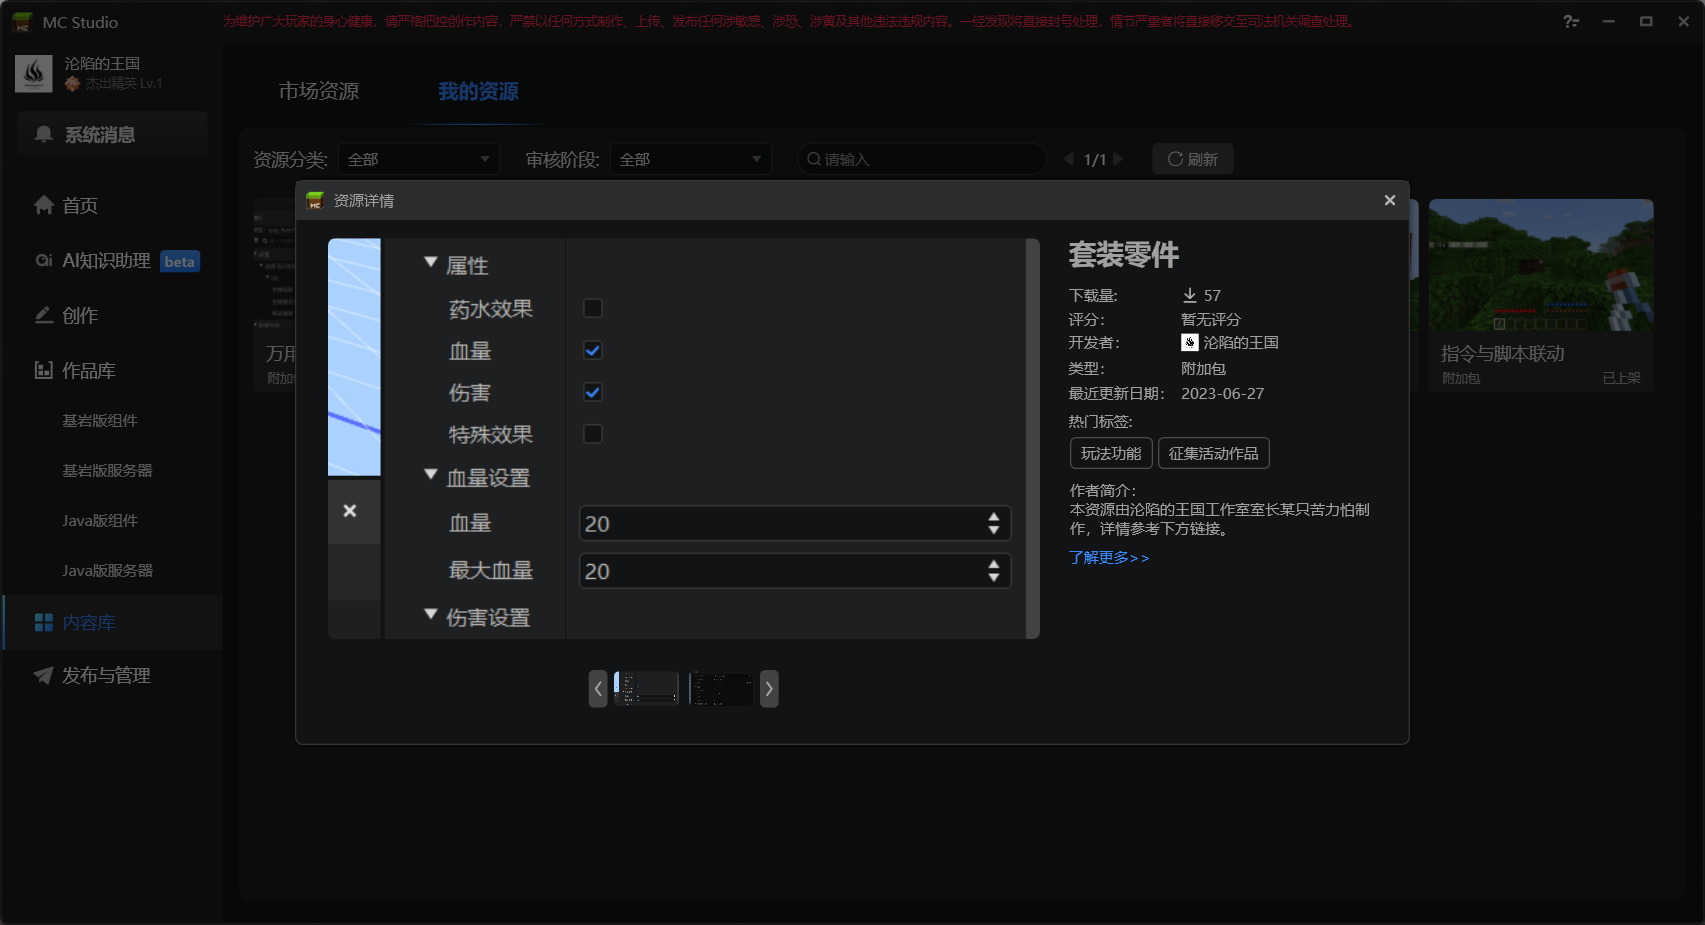 MC Studio
为维护广大玩家的身心健康，请严格把控创作内容，严禁以任何方式制作、上传、发布任何涉敏感、涉恐、涉黄及其他违法违规内容。一经发现将直接封号处理，情节严重者将直接移交至司法机关调查处理。
沦陷的王国
杰出精英 Lv.1
系统消息
首页
AI知识助理 beta
创作
作品库
基岩版组件
基岩版服务器
Java版组件
Java版服务器
内容库
发布与管理
市场资源 我的资源
资源分类: 全部 审核阶段: 全部 请输入 1/1 刷新
资源详情
属性
药水效果
血量
伤害
特殊效果
血量设置
血量 20
最大血量 20
伤害设置
套装零件
下载量: 57
评分: 暂无评分
开发者: 沦陷的王国
类型: 附加包
最近更新日期: 2023-06-27
热门标签:
玩法功能 征集活动作品
作者简介:
本资源由沦陷的王国工作室室长某只苦力怕制
作，详情参考下方链接。
了解更多>>
万用
附加
指令与脚本联动
附加包 已上架